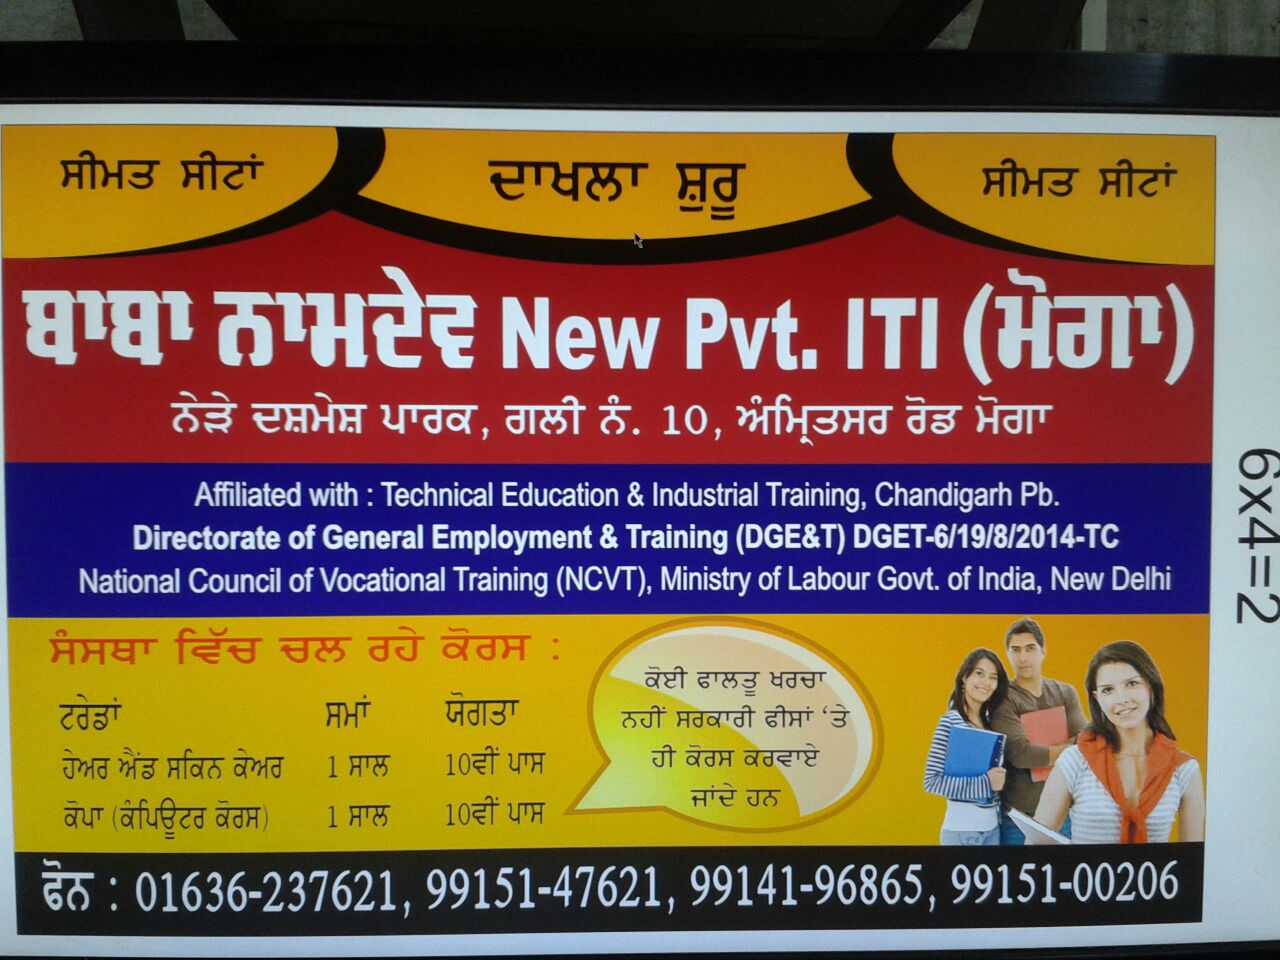 ਸੀਮਤ ਸੀਟਾਂ
ਦਾਖਲਾ ਸ਼ੁਰੂ
ਸੀਮਤ ਸੀਟਾਂ
ਬਾਬਾ ਨਾਮਦੇਵ New Pvt. ITI (ਮੋਗਾ)
ਨੇੜੇ ਦਸ਼ਮੇਸ਼ ਪਾਰਕ, ਗਲੀ ਨੰ. 10, ਅੰਮ੍ਰਿਤਸਰ ਰੋਡ ਮੋਗਾ
Affiliated with : Technical Education & Industrial Training, Chandigarh Pb.
Directorate of General Employment & Training (DGE&T) DGET-6/19/8/2014-TC
National Council of Vocational Training (NCVT), Ministry of Labour Govt. of India, New Delhi
ਸੰਸਥਾ ਵਿੱਚ ਚਲ ਰਹੇ ਕੋਰਸ :
ਟਰੇਡਾਂ ਸਮਾਂ ਯੋਗਤਾ
ਹੇਅਰ ਐਂਡ ਸਕਿਨ ਕੇਅਰ 1 ਸਾਲ 10ਵੀਂ ਪਾਸ
ਕੋਪਾ (ਕੰਪਿਊਟਰ ਕੋਰਸ) 1 ਸਾਲ 10ਵੀਂ ਪਾਸ
ਕੋਈ ਫਾਲਤੂ ਖਰਚਾ
ਨਹੀਂ ਸਰਕਾਰੀ ਫੀਸਾਂ ‘ਤੇ
ਹੀ ਕੋਰਸ ਕਰਵਾਏ
ਜਾਂਦੇ ਹਨ
ਫੋਨ : 01636-237621, 99151-47621, 99141-96865, 99151-00206
6x4=2